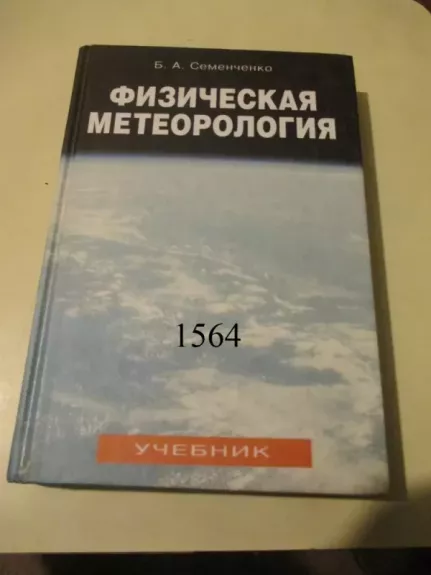 Б. А. Семенченко
ФИЗИЧЕСКАЯ
МЕТЕОРОЛОГИЯ
1564
УЧЕБНИК